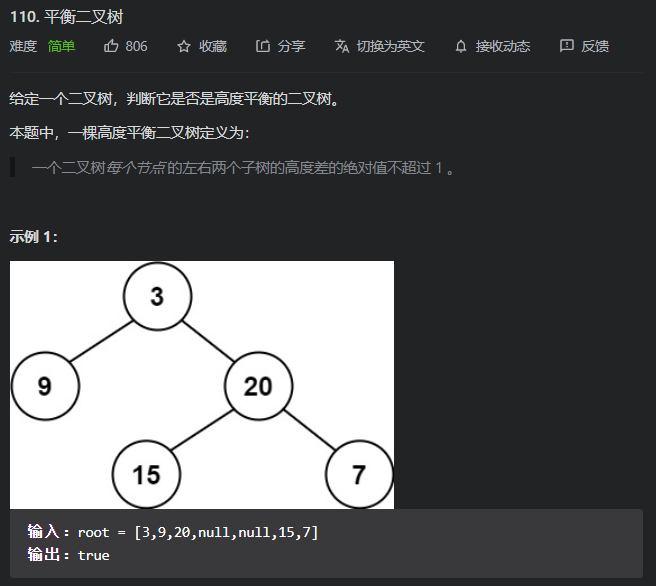 110. 平衡二叉树
难度 简单 806 收藏 分享 切换为英文 接收动态 反馈
给定一个二叉树，判断它是否是高度平衡的二叉树。
本题中，一棵高度平衡二叉树定义为：
一个二叉树每个节点 的左右两个子树的高度差的绝对值不超过 1 。
示例 1：
3
9 20
15 7
输入：root = [3,9,20,null,null,15,7]
输出：true